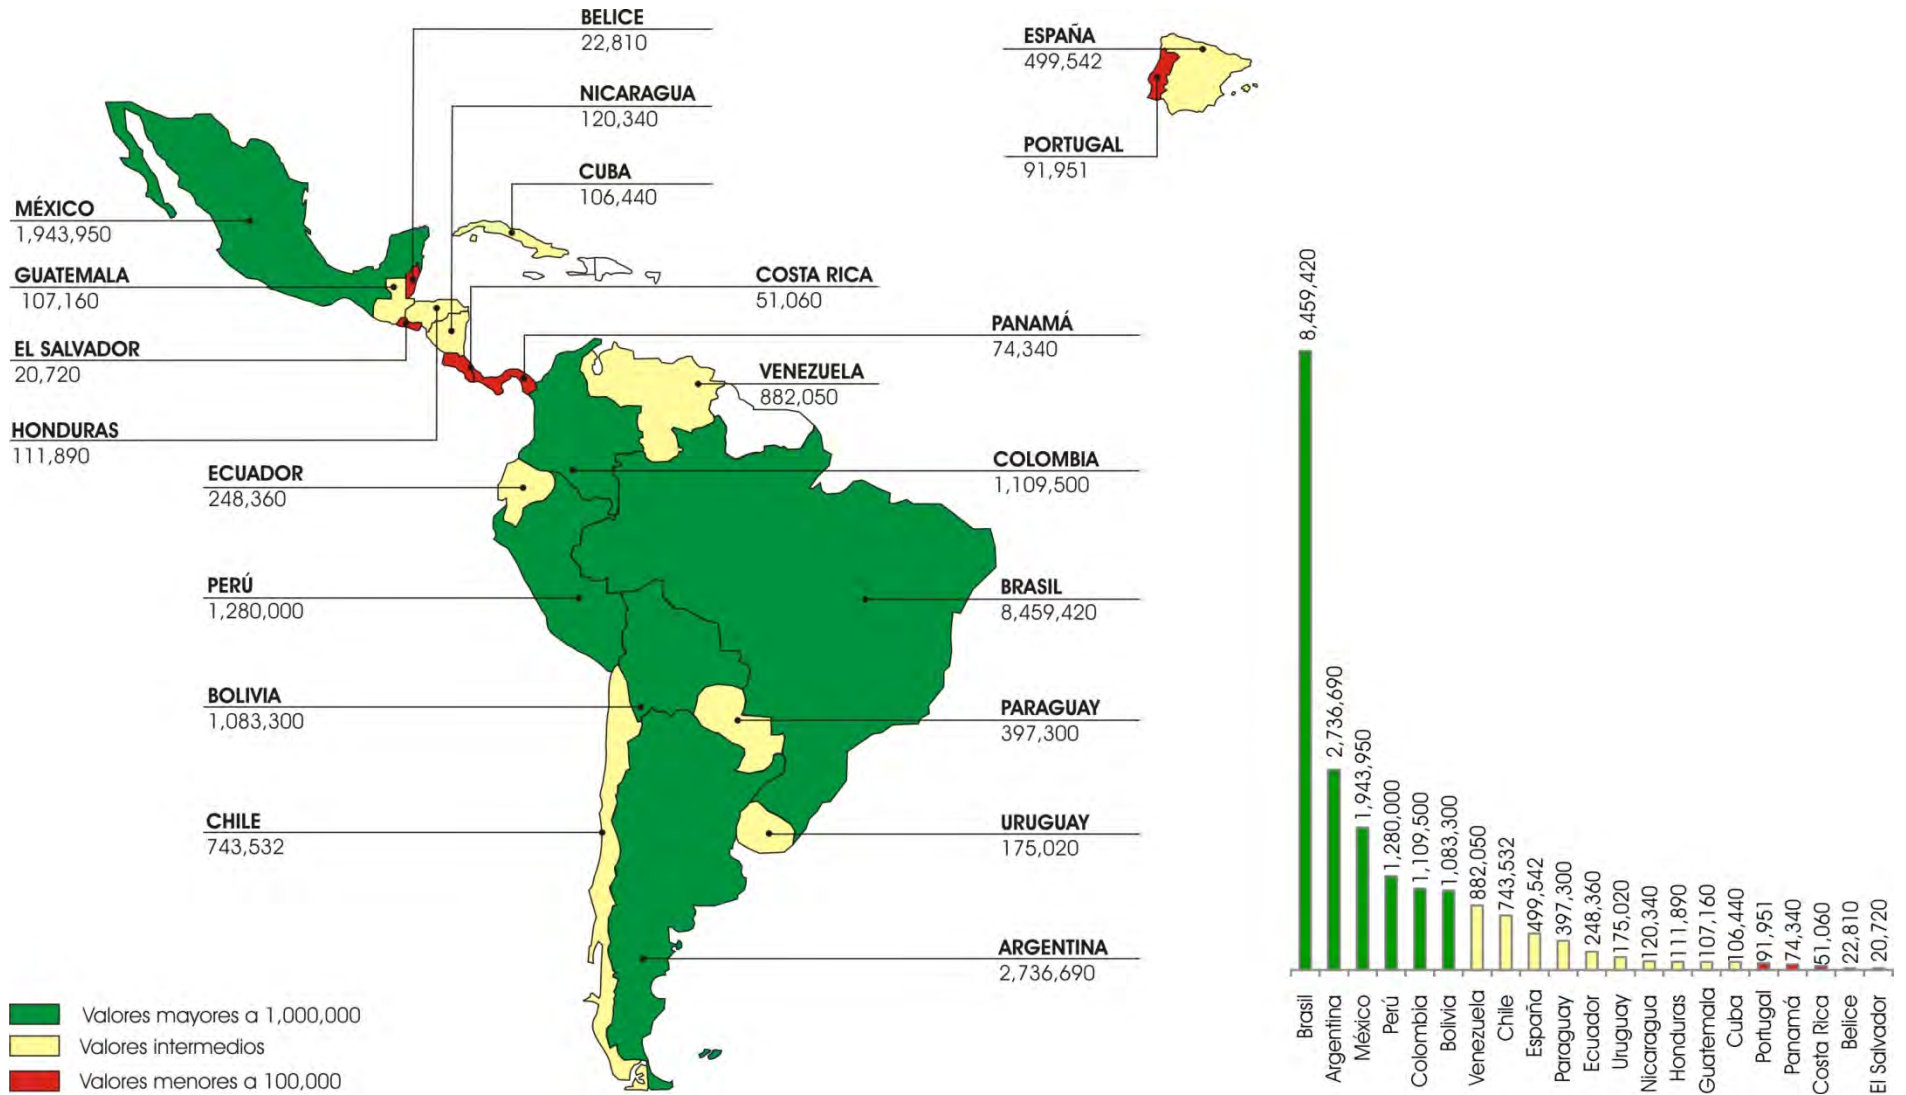 BELICE
22,810
NICARAGUA
120,340
CUBA
106,440
ESPAÑA
499,542
PORTUGAL
91,951
MÉXICO
1,943,950
GUATEMALA
107,160
EL SALVADOR
20,720
HONDURAS
111,890
COSTA RICA
51,060
PANAMÁ
74,340
VENEZUELA
882,050
COLOMBIA
1,109,500
ECUADOR
248,360
PERÚ
1,280,000
BRASIL
8,459,420
BOLIVIA
1,083,300
PARAGUAY
397,300
CHILE
743,532
URUGUAY
175,020
ARGENTINA
2,736,690
Valores mayores a 1,000,000
Valores intermedios
Valores menores a 100,000
8,459,420
2,736,690
1,943,950
1,280,000
1,109,500
1,083,300
882,050
743,532
499,542
397,300
248,360
175,020
120,340
111,890
107,160
106,440
91,951
74,340
51,060
22,810
20,720
Brasil
Argentina
México
Perú
Colombia
Bolivia
Venezuela
Chile
España
Paraguay
Ecuador
Uruguay
Nicaragua
Honduras
Guatemala
Cuba
Portugal
Panamá
Costa Rica
Belice
El Salvador